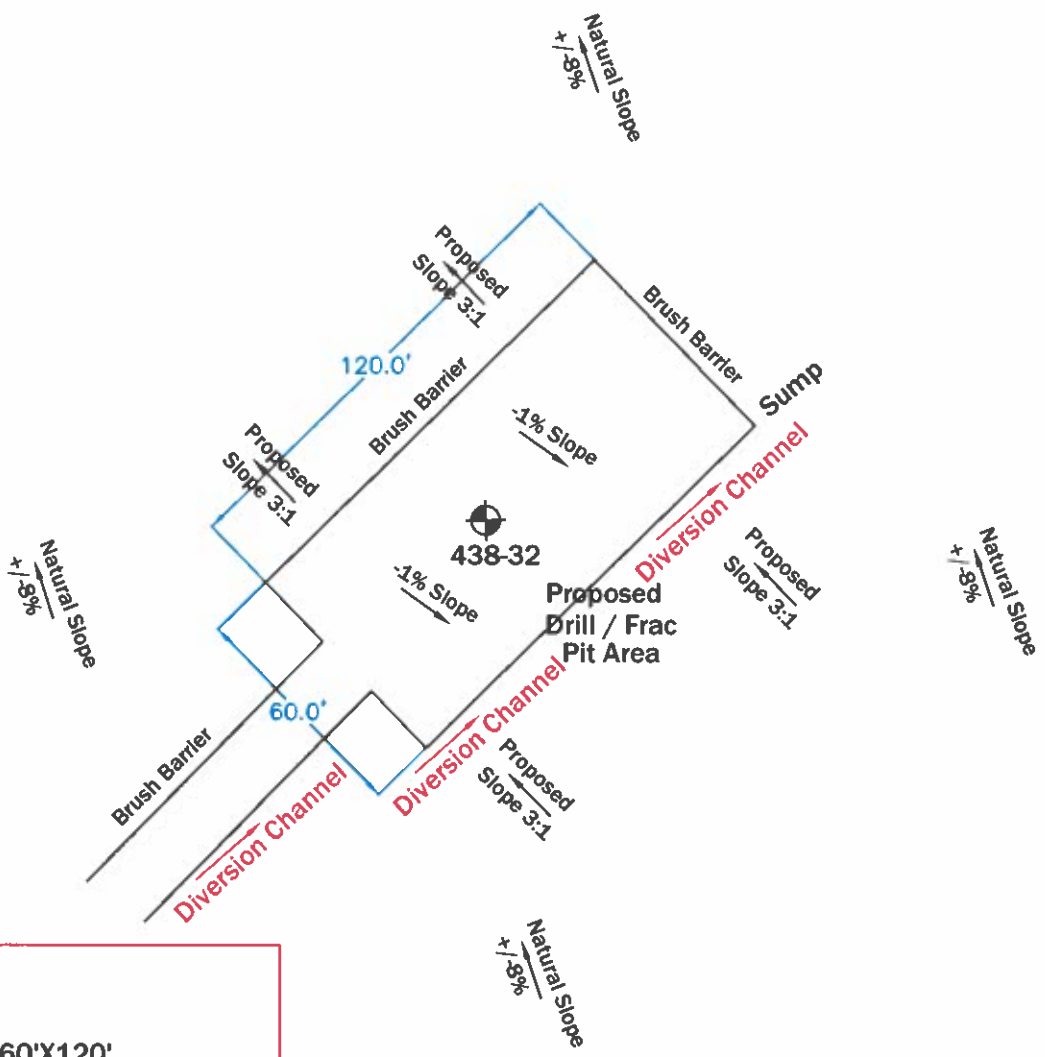 Natural Slope
+/-8%
Proposed
Slope 3:1
Brush Barrier
120.0'
Brush Barrier
Sump
Proposed
Slope 3:1
-1% Slope
Diversion Channel
438-32
Natural Slope
+/-8%
Proposed
Slope 3:1
Natural Slope
+/-8%
-1% Slope
Proposed
Drill / Frac
Pit Area
60.0'
Brush Barrier
Diversion Channel
Proposed
Slope 3:1
Diversion Channel
Natural Slope
+/-8%
60'X120'